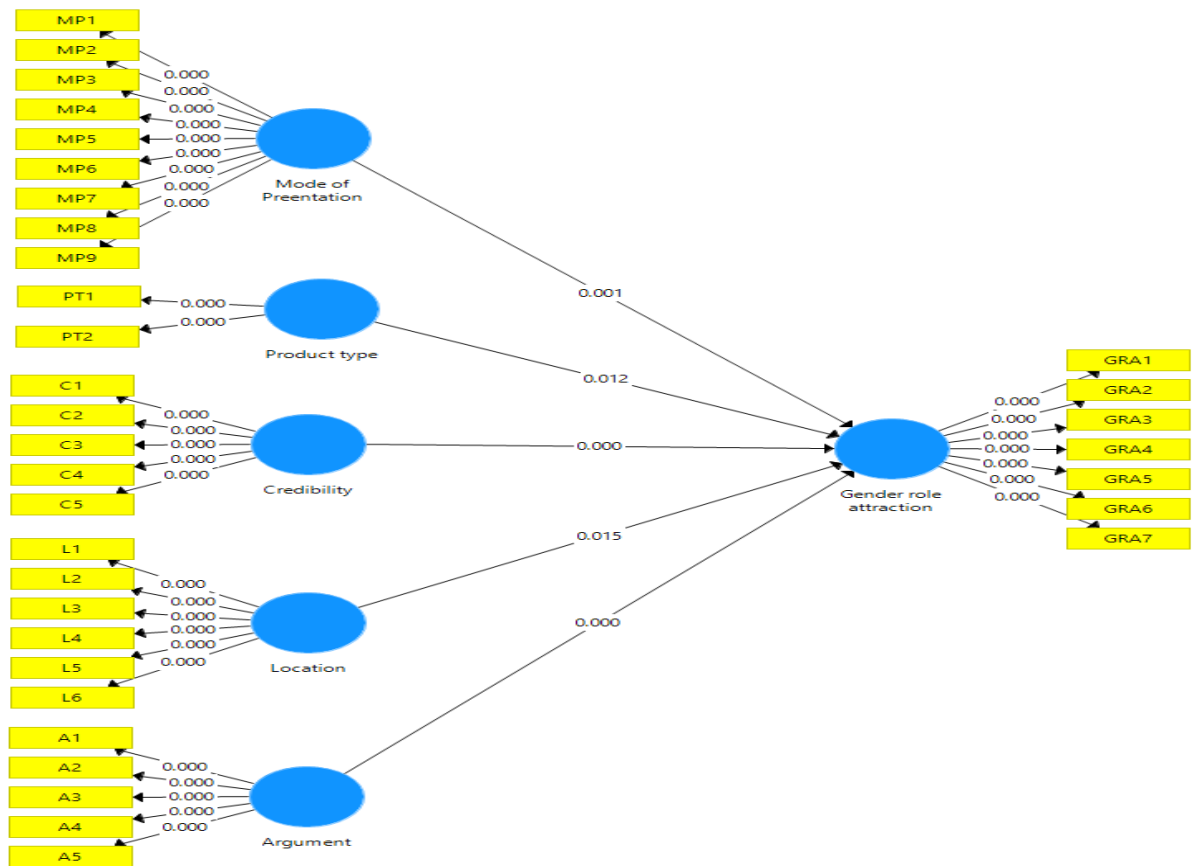 MP1
MP2
MP3
MP4
MP5
MP6
MP7
MP8
MP9
0.000
0.000
0.000
0.000
0.000
0.000
0.000
0.000
0.000
Mode of
Preentation
PT1
PT2
0.000
0.000
Product type
C1
C2
C3
C4
C5
0.000
0.000
0.000
0.000
0.000
Credibility
L1
L2
L3
L4
L5
L6
0.000
0.000
0.000
0.000
0.000
0.000
Location
A1
A2
A3
A4
A5
0.000
0.000
0.000
0.000
0.000
Argument
0.001
0.012
0.000
0.015
0.000
Gender role
attraction
0.000
0.000
0.000
0.000
0.000
0.000
0.000
GRA1
GRA2
GRA3
GRA4
GRA5
GRA6
GRA7